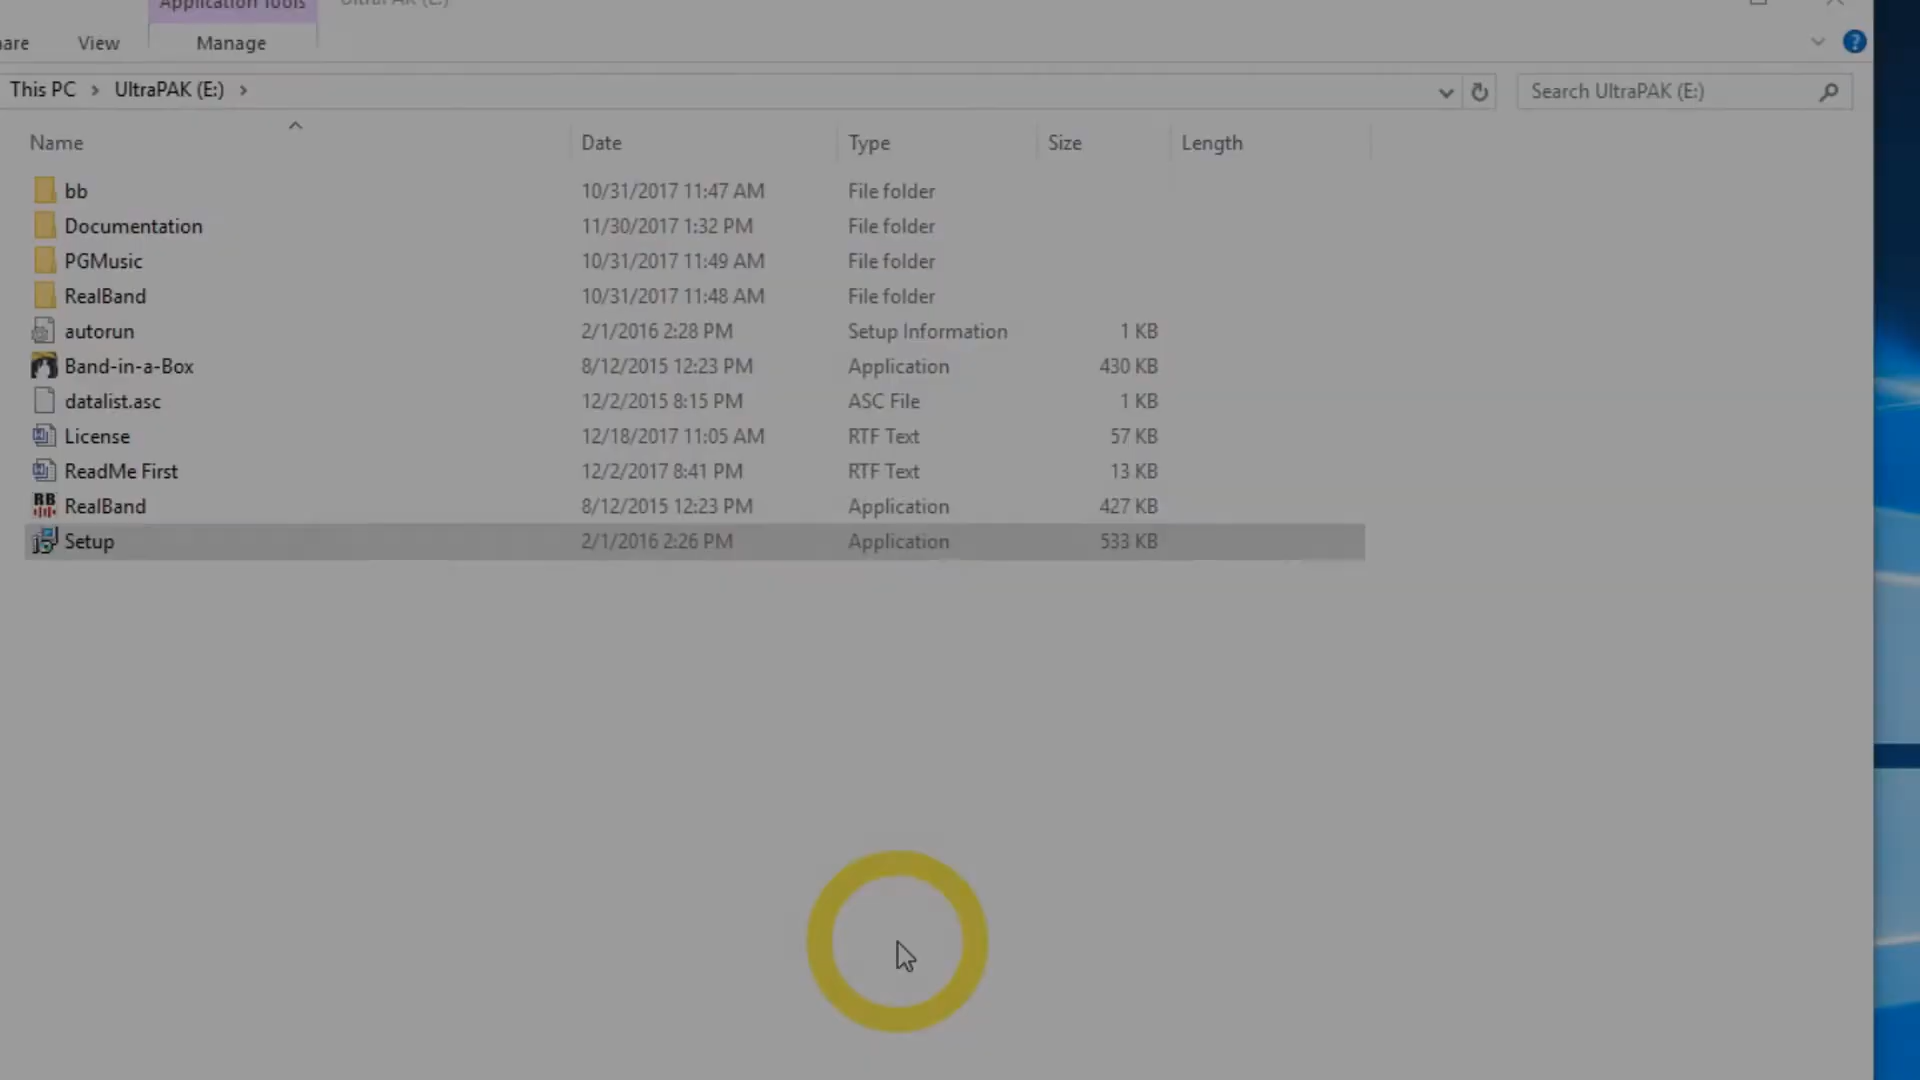 Application Tools
UltraPAK (E:)
are View Manage
This PC > UltraPAK (E:) >
Search UltraPAK (E:)
Name Date Type Size Length
bb 10/31/2017 11:47 AM File folder
Documentation 11/30/2017 1:32 PM File folder
PGMusic 10/31/2017 11:49 AM File folder
RealBand 10/31/2017 11:48 AM File folder
autorun 2/1/2016 2:28 PM Setup Information 1 KB
Band-in-a-Box 8/12/2015 12:23 PM Application 430 KB
datalist.asc 12/2/2015 8:15 PM ASC File 1 KB
License 12/18/2017 11:05 AM RTF Text 57 KB
ReadMe First 12/2/2017 8:41 PM RTF Text 13 KB
RB RealBand 8/12/2015 12:23 PM Application 427 KB
Setup 2/1/2016 2:26 PM Application 533 KB